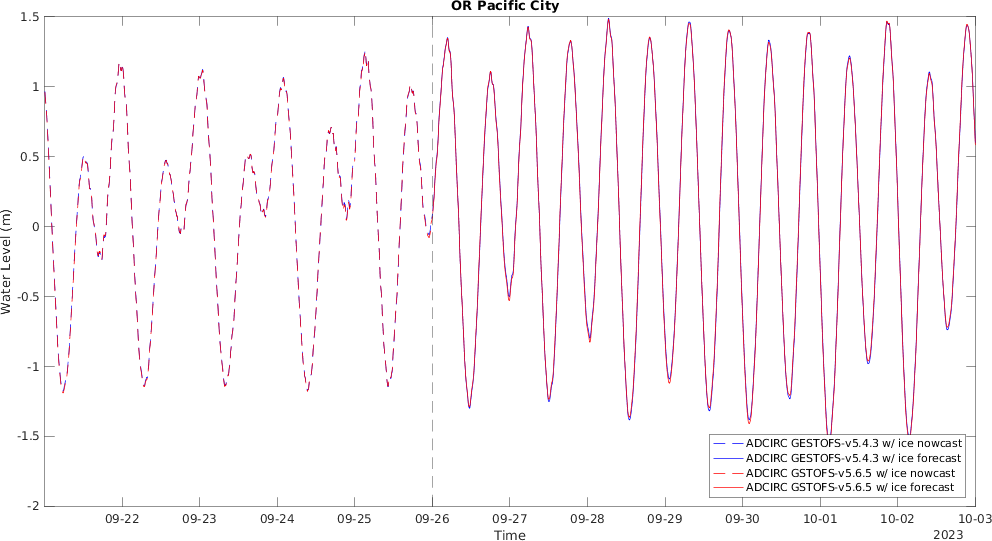 OR Pacific City
1.5
1
0.5
0
-0.5
-1
-1.5
-2
Water Level (m)
ADCIRC GESTOFS-v5.4.3 w/ ice nowcast
ADCIRC GESTOFS-v5.4.3 w/ ice forecast
ADCIRC GSTOFS-v5.6.5 w/ ice nowcast
ADCIRC GSTOFS-v5.6.5 w/ ice forecast
09-22 09-23 09-24 09-25 09-26 09-27 09-28 09-29 09-30 10-01 10-02 10-03
Time
2023